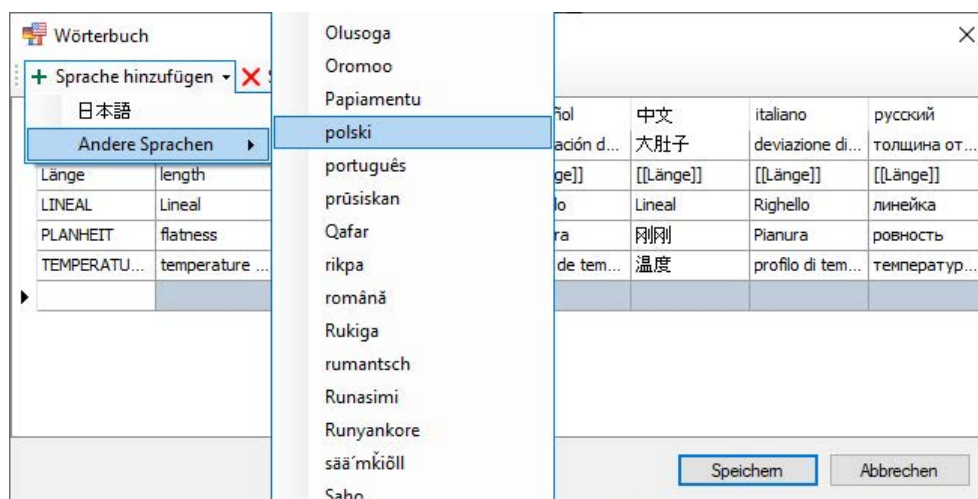 Wörterbuch
Sprache hinzufügen
日本語
Andere Sprachen
Olusoga
Oromoo
Papiamentu
polski
português
prūsiskan
Qafar
rikpa
română
Rukiga
rumantsch
Runasimi
Runyankore
sääʹmǩiõll
Saho
ñol 中文 italiano русский
ación d... 大肚子 deviazione di... толщина от...
Länge length ge]] [[Länge]] [[Länge]] [[Länge]]
LINEAL Lineal lo Lineal Righello линейка
PLANHEIT flatness ra 刚刚 Pianura ровность
TEMPERATU... temperature ... de tem... 温度 profilo di tem... температур...
Speichern Abbrechen